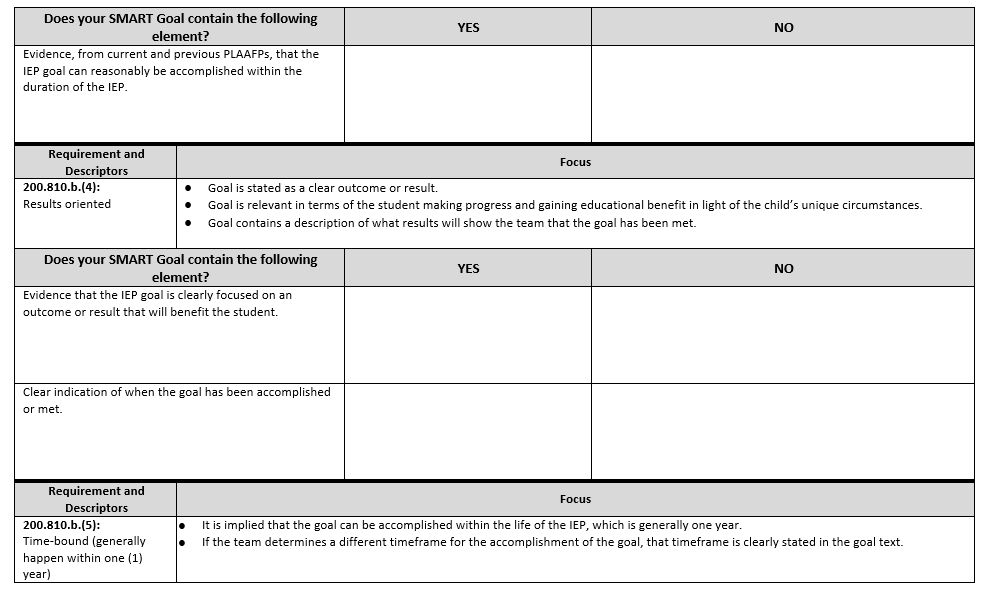 Does your SMART Goal contain the following
element?
YES
NO
Evidence, from current and previous PLAAFPs, that the
IEP goal can reasonably be accomplished within the
duration of the IEP.
Requirement and
Descriptors
Focus
200.810.b.(4):
Results oriented
● Goal is stated as a clear outcome or result.
● Goal is relevant in terms of the student making progress and gaining educational benefit in light of the child’s unique circumstances.
● Goal contains a description of what results will show the team that the goal has been met.
Does your SMART Goal contain the following
element?
YES
NO
Evidence that the IEP goal is clearly focused on an
outcome or result that will benefit the student.
Clear indication of when the goal has been accomplished
or met.
Requirement and
Descriptors
Focus
200.810.b.(5):
Time-bound (generally
happen within one (1)
year)
● It is implied that the goal can be accomplished within the life of the IEP, which is generally one year.
● If the team determines a different timeframe for the accomplishment of the goal, that timeframe is clearly stated in the goal text.